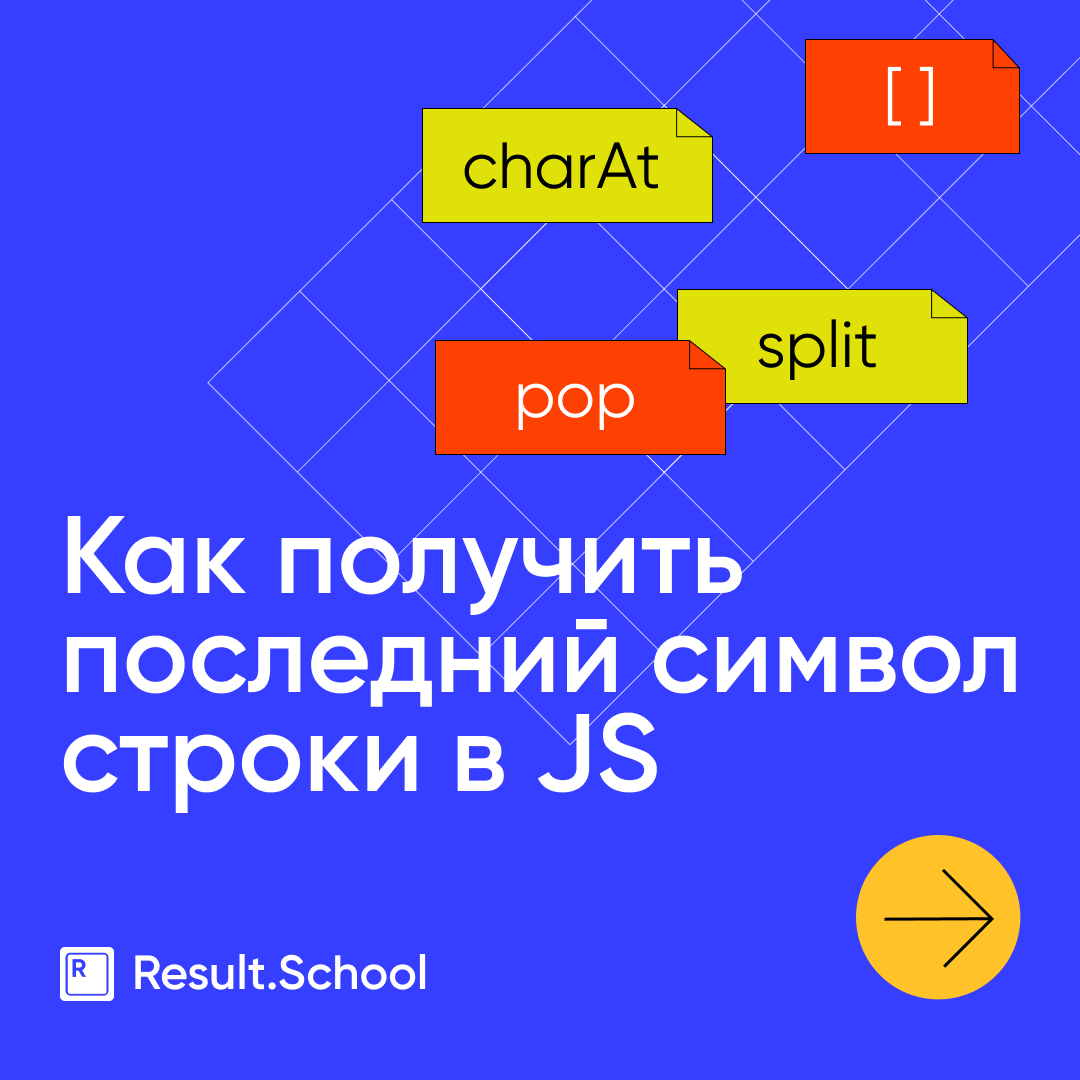 [ ]
charAt
split
pop
Как получить
последний символ
строки в JS
R
Result.School